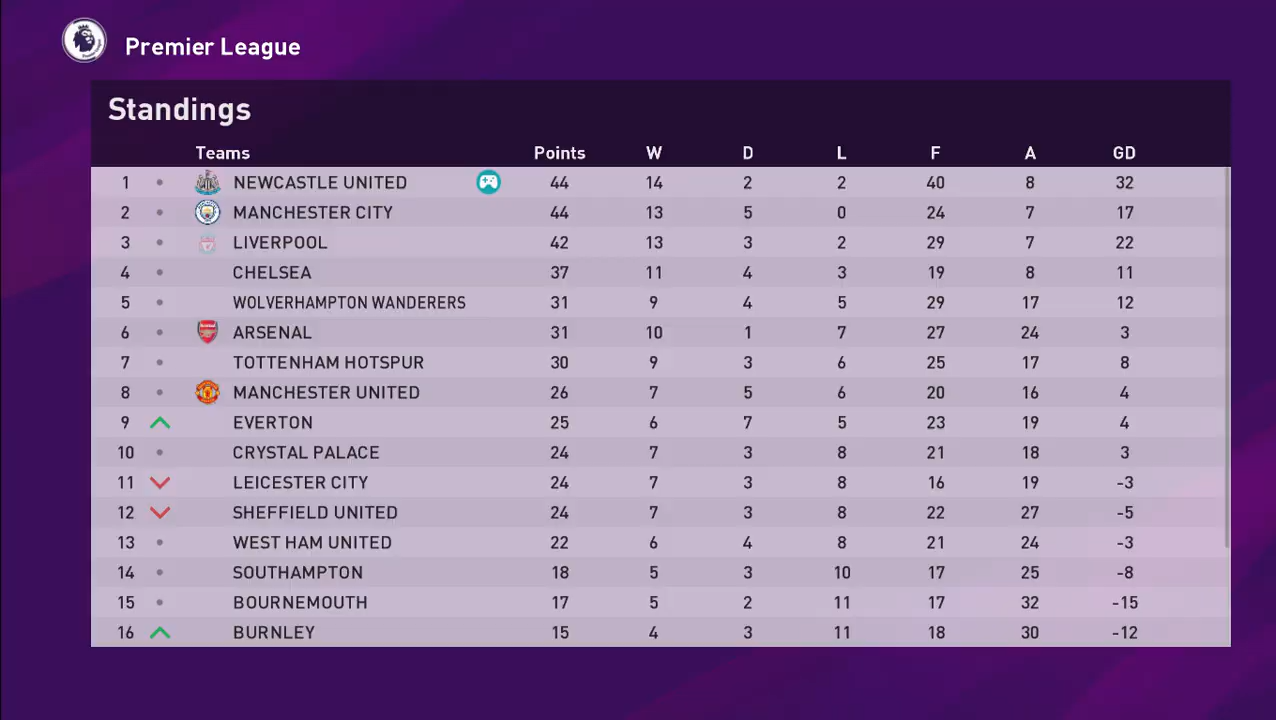 Premier League
Standings
Teams Points W D L F A GD
1 NEWCASTLE UNITED 44 14 2 2 40 8 32
2 MANCHESTER CITY 44 13 5 0 24 7 17
3 LIVERPOOL 42 13 3 2 29 7 22
4 CHELSEA 37 11 4 3 19 8 11
5 WOLVERHAMPTON WANDERERS 31 9 4 5 29 17 12
6 ARSENAL 31 10 1 7 27 24 3
7 TOTTENHAM HOTSPUR 30 9 3 6 25 17 8
8 MANCHESTER UNITED 26 7 5 6 20 16 4
9 EVERTON 25 6 7 5 23 19 4
10 CRYSTAL PALACE 24 7 3 8 21 18 3
11 LEICESTER CITY 24 7 3 8 16 19 -3
12 SHEFFIELD UNITED 24 7 3 8 22 27 -5
13 WEST HAM UNITED 22 6 4 8 21 24 -3
14 SOUTHAMPTON 18 5 3 10 17 25 -8
15 BOURNEMOUTH 17 5 2 11 17 32 -15
16 BURNLEY 15 4 3 11 18 30 -12